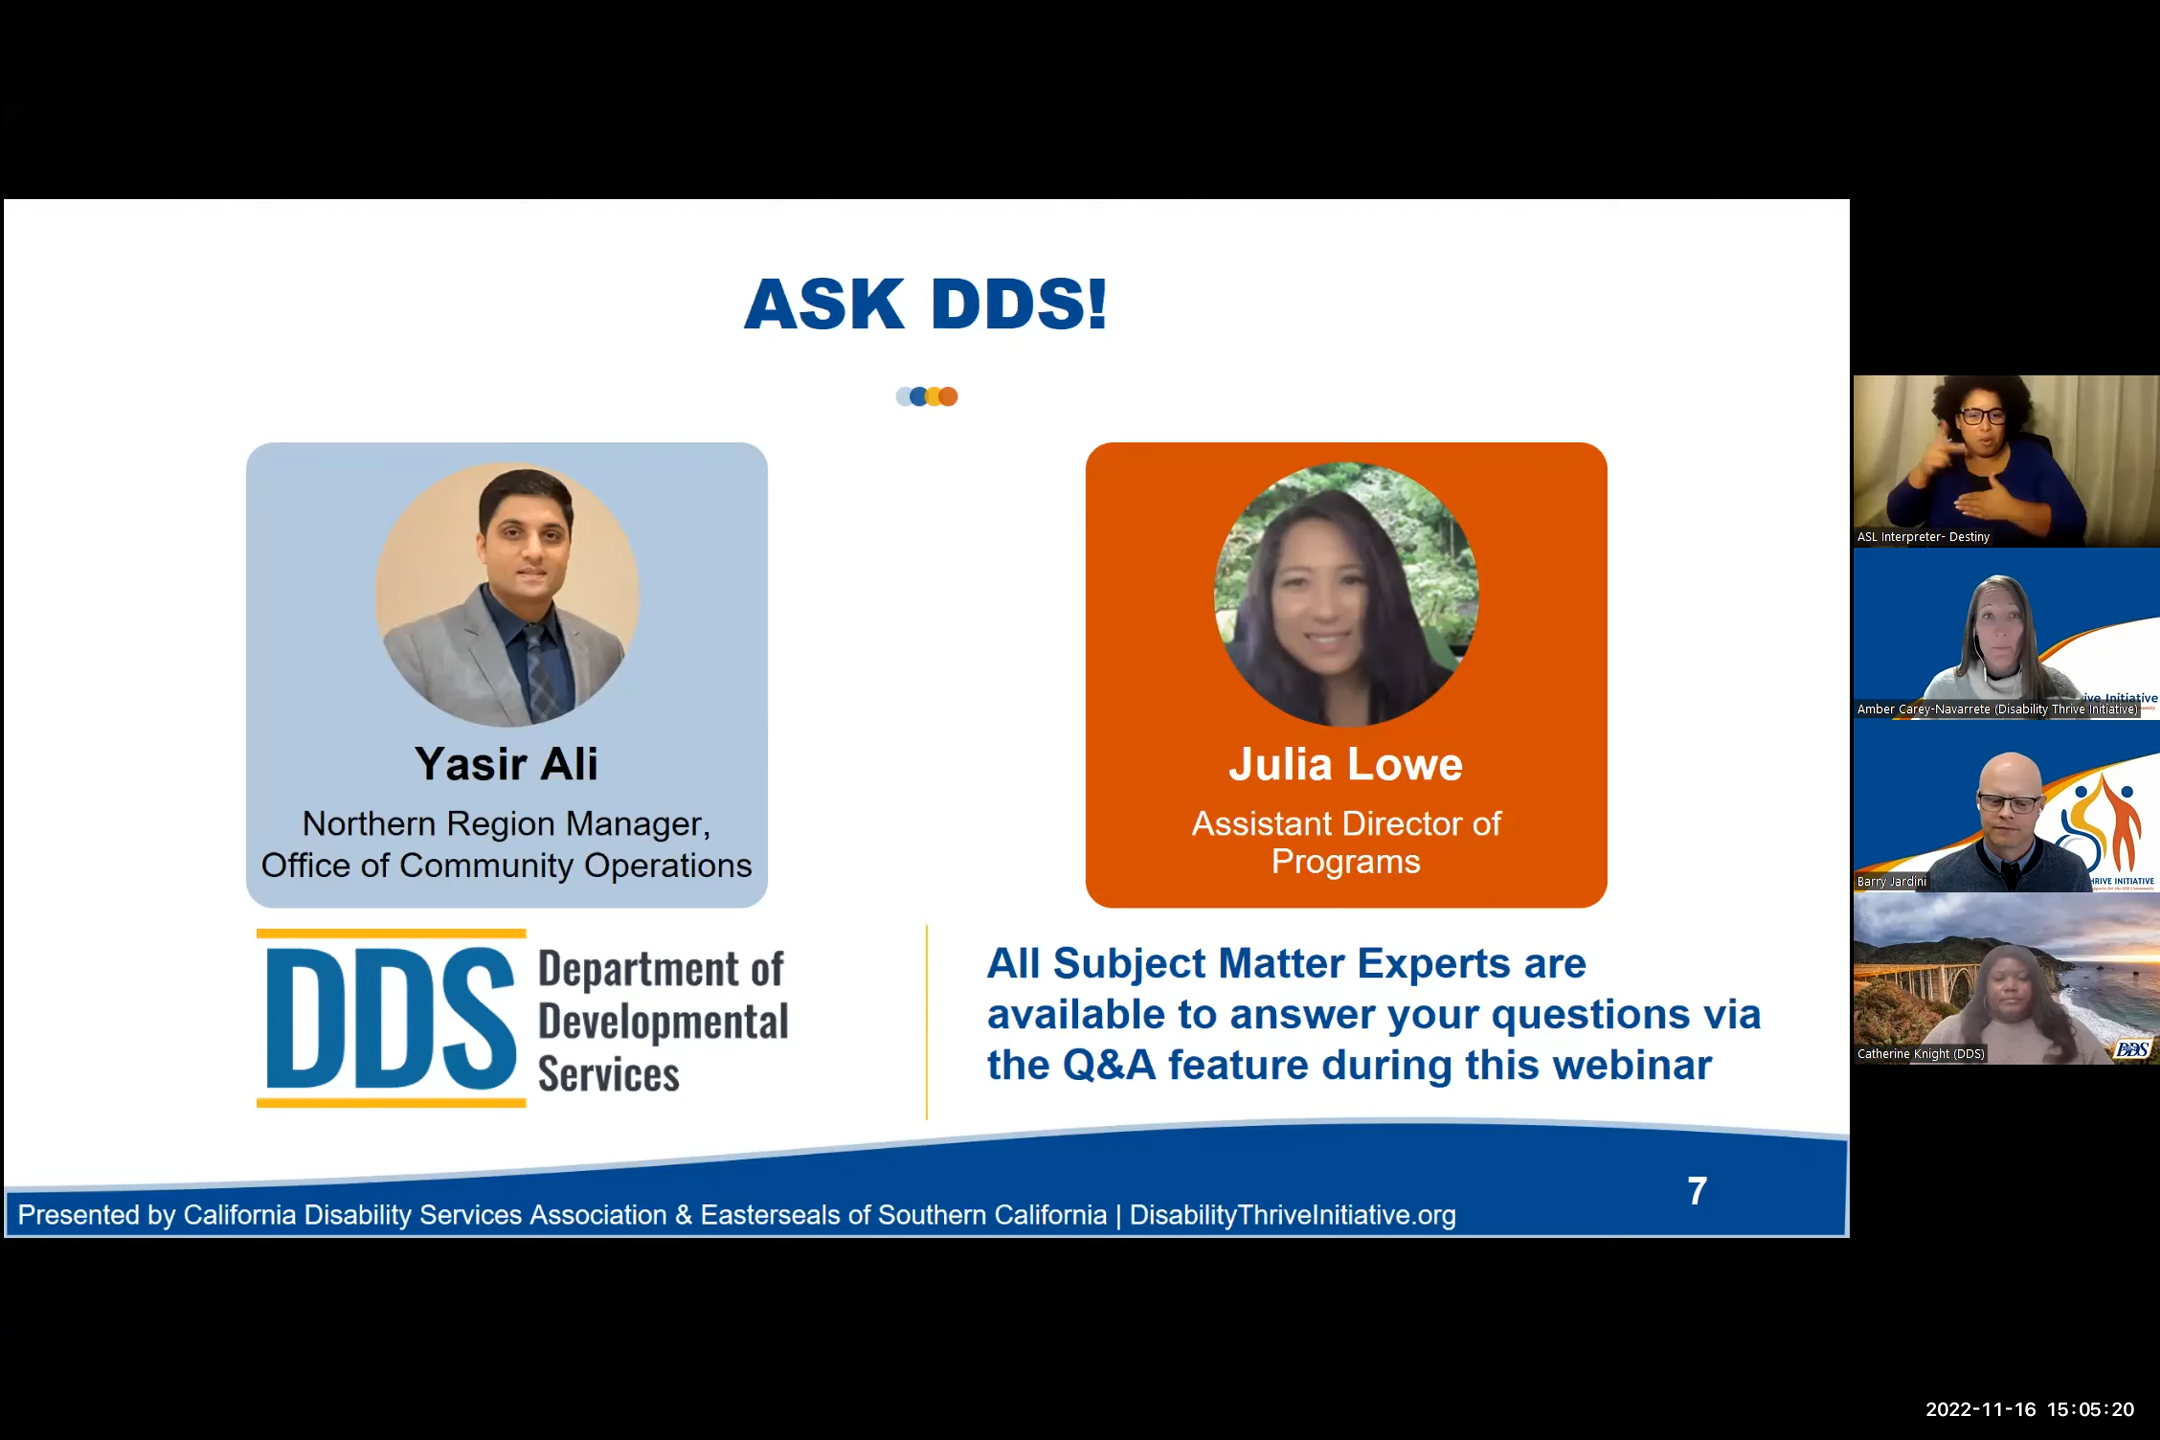 ASK DDS!
Yasir Ali
Northern Region Manager,
Office of Community Operations
Julia Lowe
Assistant Director of
Programs
DDS
Department of
Developmental
Services
All Subject Matter Experts are
available to answer your questions via
the Q&A feature during this webinar
Presented by California Disability Services Association & Easterseals of Southern California | DisabilityThriveInitiative.org
7
ASL Interpreter- Destiny
Initiative
Amber Carey-Navarrete (Disability Thrive Initiative)
INITIATIVE
Barry Jardini
DDS
Catherine Knight (DDS)
2022-11-16 15:05:20